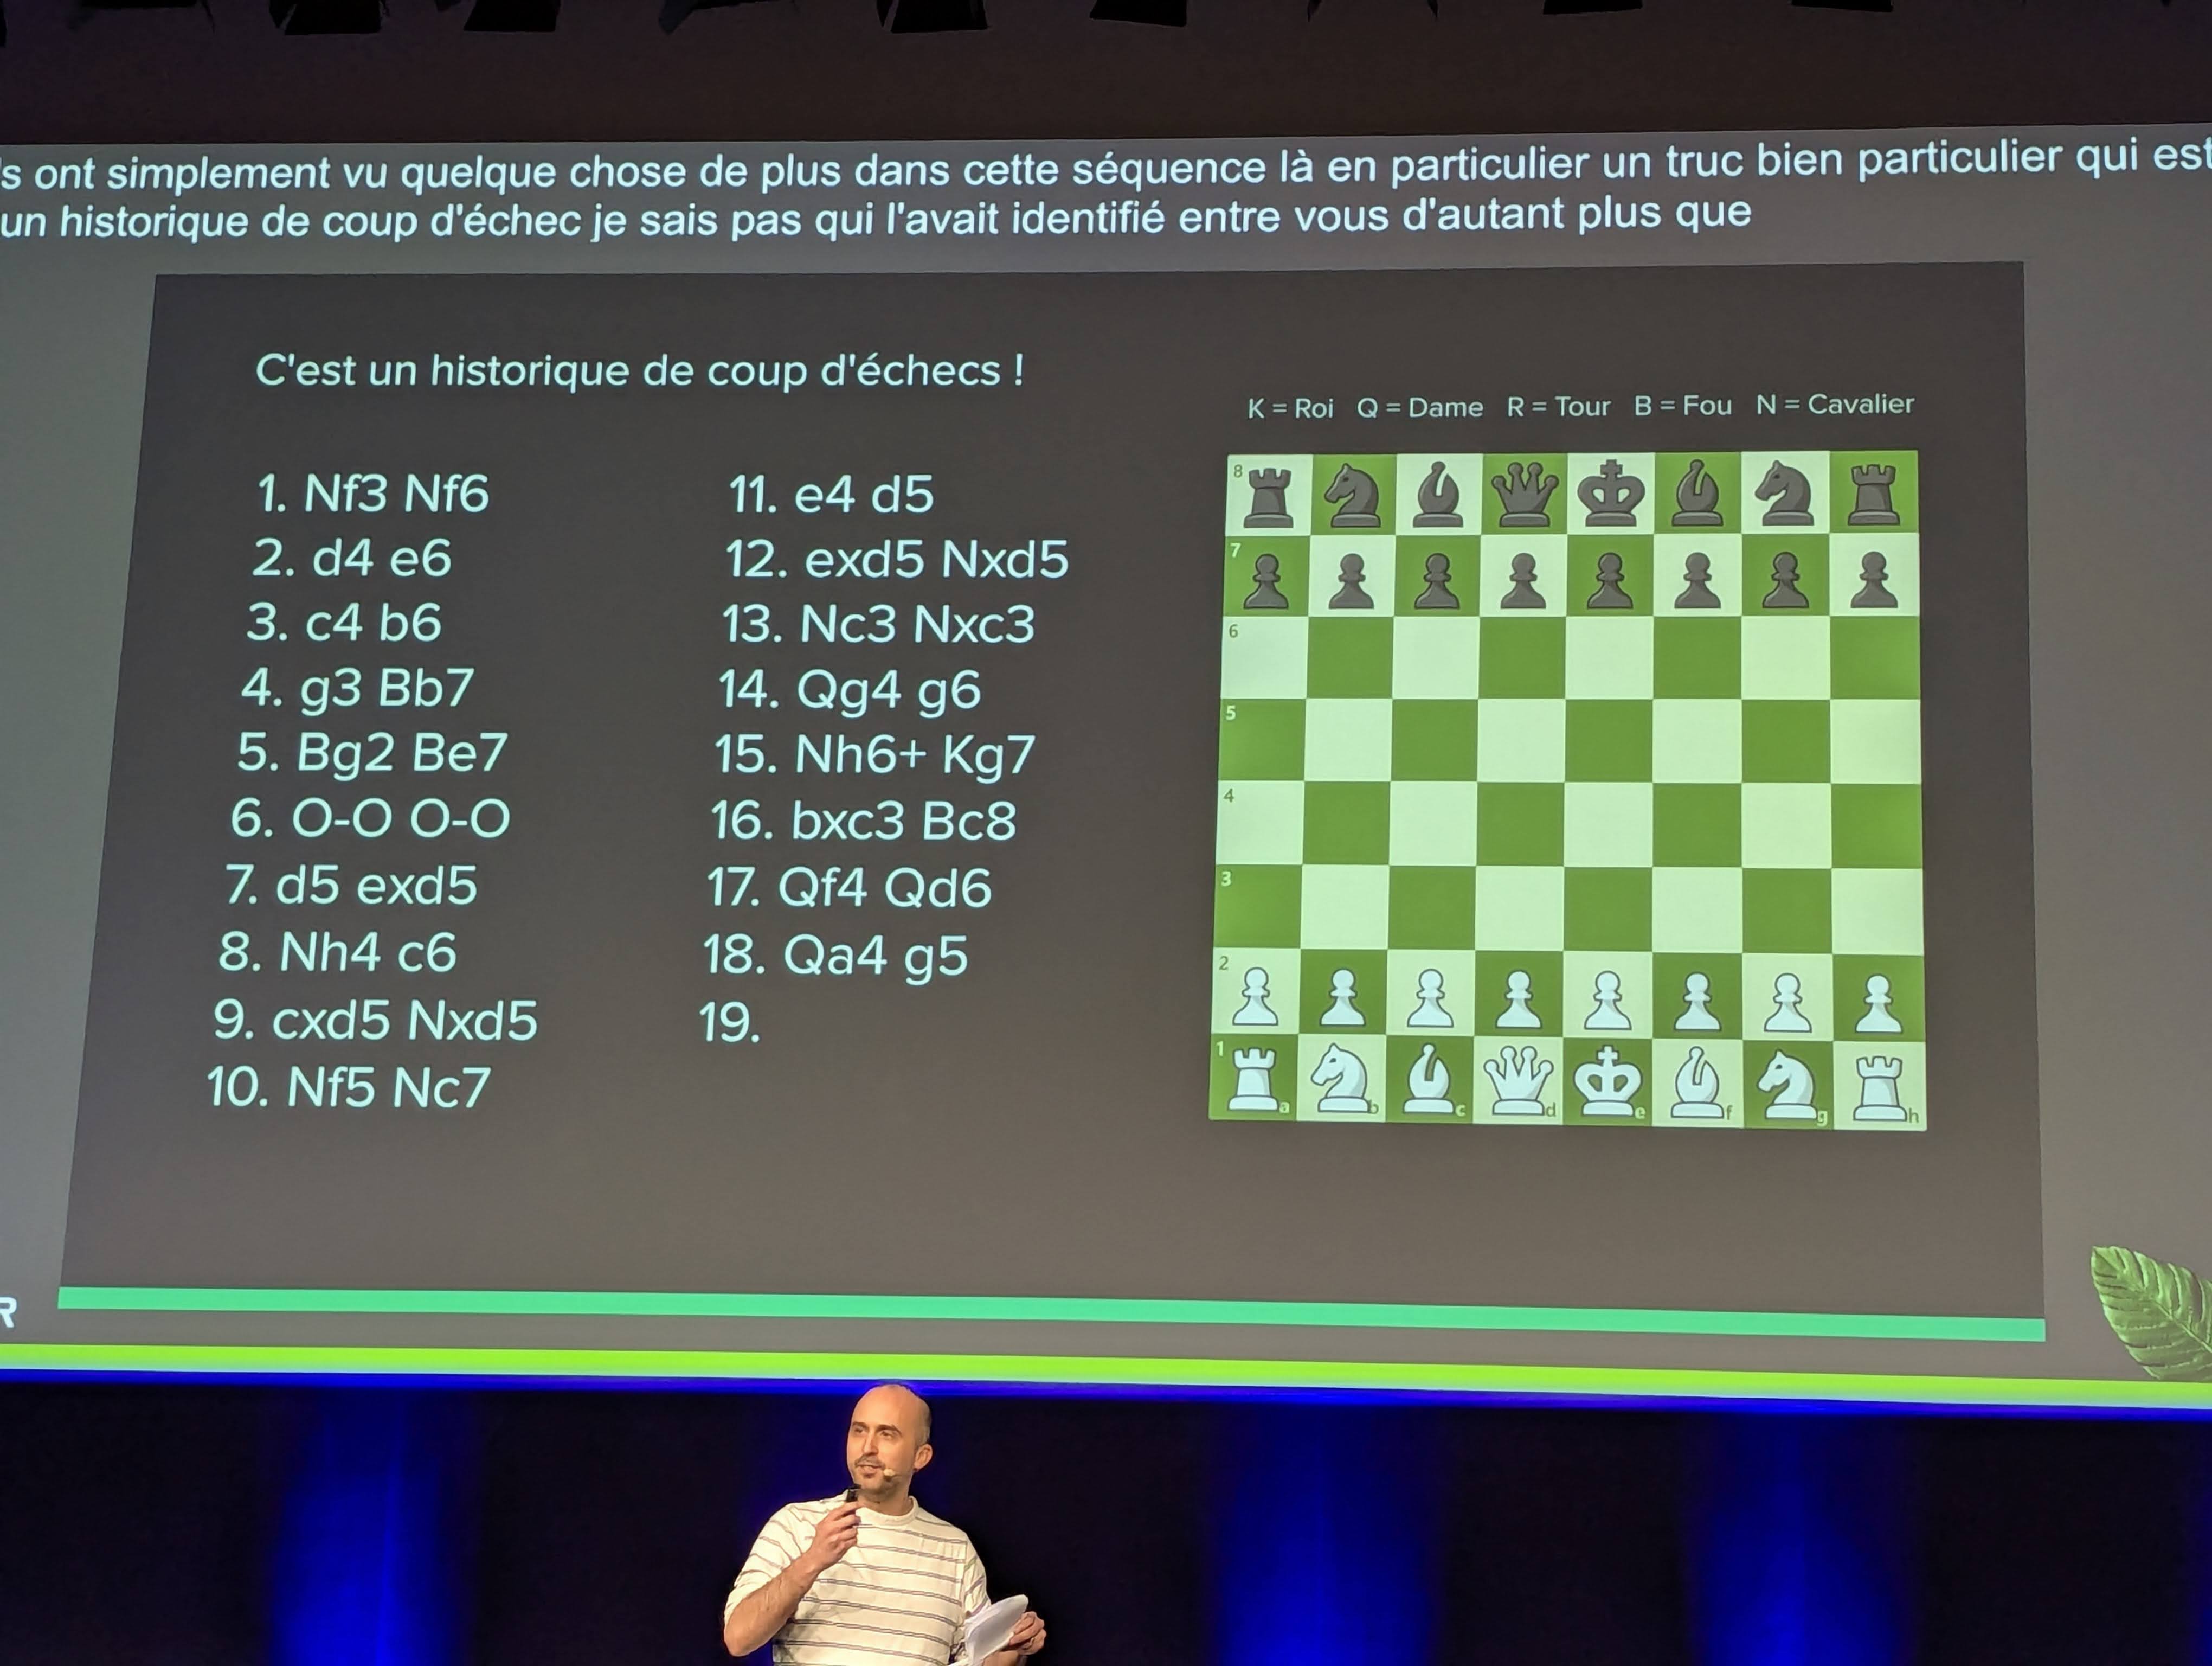 s ont simplement vu quelque chose de plus dans cette séquence là en particulier un truc bien particulier qui est
un historique de coup d'échec je sais pas qui l'avait identifié entre vous d'autant plus que
C'est un historique de coup d'échecs !
1. Nf3 Nf6
2. d4 e6
3. c4 b6
4. g3 Bb7
5. Bg2 Be7
6. O-O O-O
7. d5 exd5
8. Nh4 c6
9. cxd5 Nxd5
10. Nf5 Nc7
11. e4 d5
12. exd5 Nxd5
13. Nc3 Nxc3
14. Qg4 g6
15. Nh6+ Kg7
16. bxc3 Bc8
17. Qf4 Qd6
18. Qa4 g5
19.
K = Roi Q = Dame R = Tour B = Fou N = Cavalier
8
7
6
5
4
3
2
1
a b c d e f g h
R